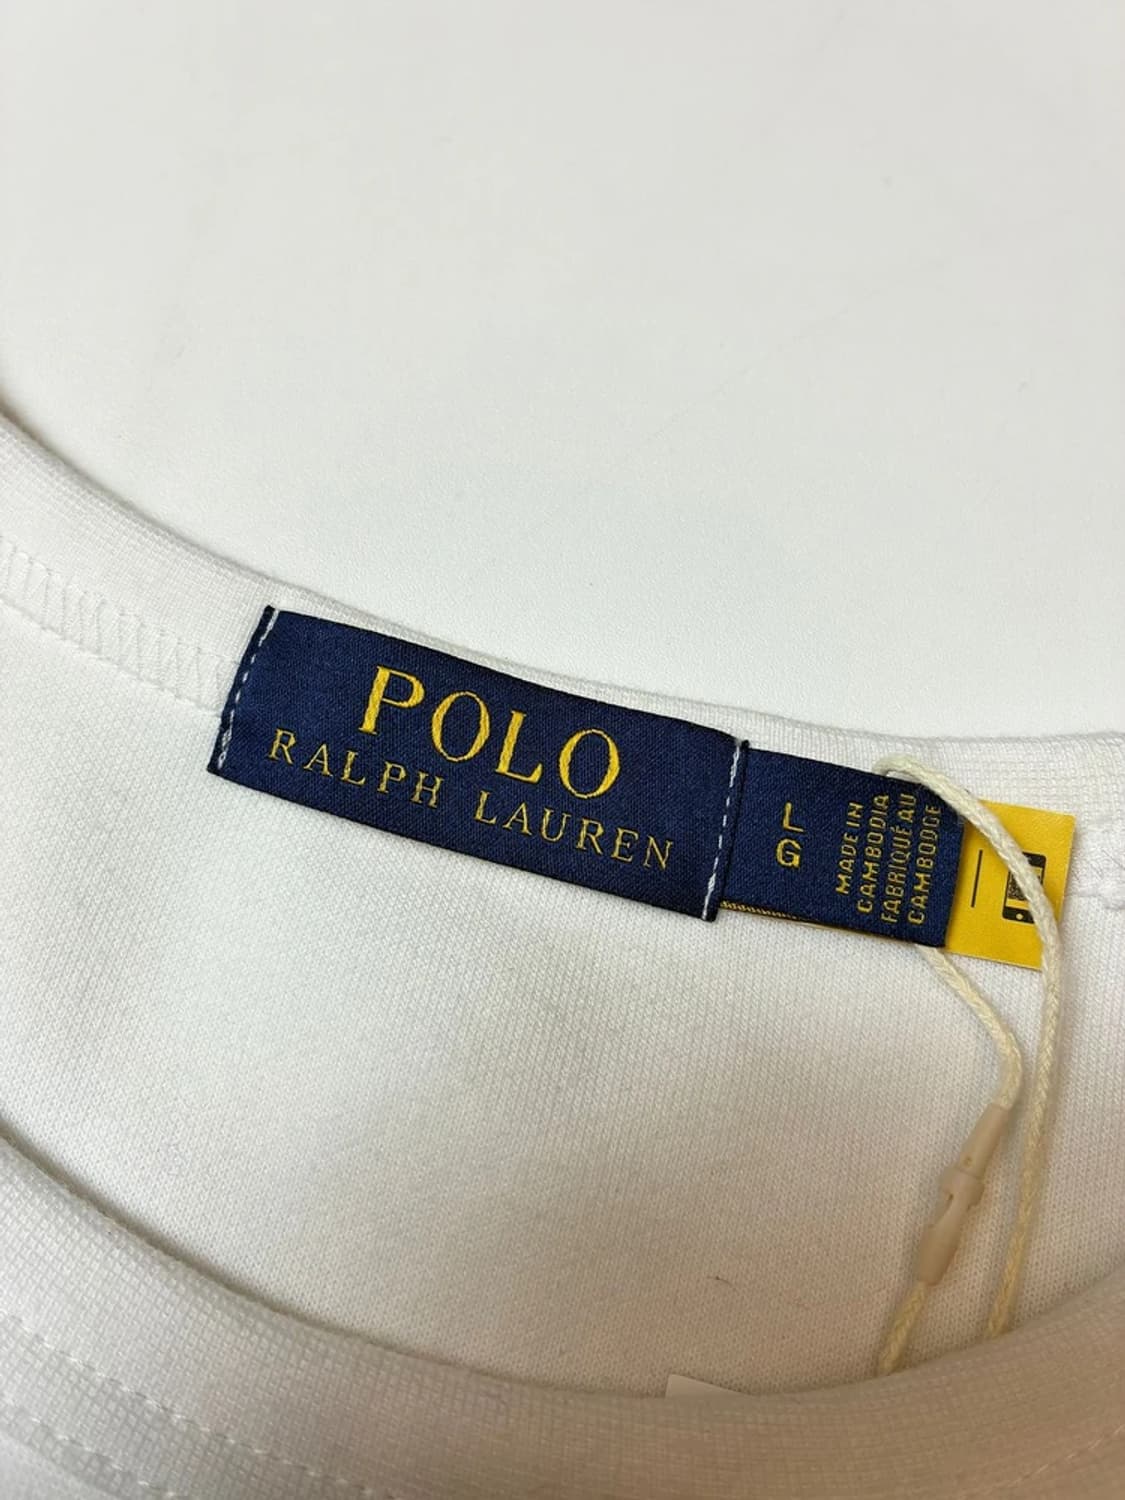 POLO
RALPH LAUREN
L
G
MADE IN
CAMBODIA
FABRIQUÉ AU
CAMBODGE